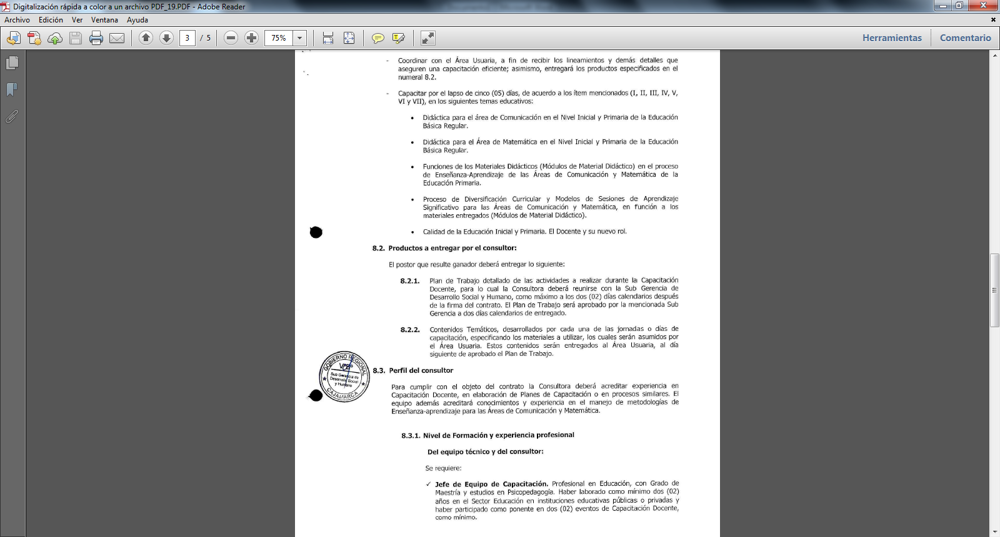 Digitalización rápida a color a un archivo PDF_19.PDF - Adobe Reader
Archivo Edición Ver Ventana Ayuda
3 / 5 75% Herramientas Comentario
- Coordinar con el Área Usuaria, a fin de recibir los lineamientos y demás detalles que
aseguren una capacitación eficiente; asimismo, entregará los productos especificados en el
numeral 8.2.
- Capacitar por el lapso de cinco (05) días, de acuerdo a los ítem mencionados (I, II, III, IV, V,
VI y VII), en los siguientes temas educativos:
• Didáctica para el área de Comunicación en el Nivel Inicial y Primaria de la Educación
Básica Regular.
• Didáctica para el Área de Matemática en el Nivel Inicial y Primaria de la Educación
Básica Regular.
• Funciones de los Materiales Didácticos (Módulos de Material Didáctico) en el proceso
de Enseñanza-Aprendizaje de las Áreas de Comunicación y Matemática de la
Educación Primaria.
• Proceso de Diversificación Curricular y Modelos de Sesiones de Aprendizaje
Significativo para las Áreas de Comunicación y Matemática, en función a los
materiales entregados (Módulos de Material Didáctico).
• Calidad de la Educación Inicial y Primaria. El Docente y su nuevo rol.
8.2. Productos a entregar por el consultor:
El postor que resulte ganador deberá entregar lo siguiente:
8.2.1. Plan de Trabajo detallado de las actividades a realizar durante la Capacitación
Docente, para lo cual la Consultora deberá reunirse con la Sub Gerencia de
Desarrollo Social y Humano, como máximo a los dos (02) días calendarios después
de la firma del contrato. El Plan de Trabajo será aprobado por la mencionada Sub
Gerencia a dos días calendarios de entregado.
8.2.2. Contenidos Temáticos, desarrollados por cada una de las jornadas o días de
capacitación, especificando los materiales a utilizar, los cuales serán asumidos por
el Área Usuaria. Estos contenidos serán entregados al Área Usuaria, al día
siguiente de aprobado el Plan de Trabajo.
GOBIERNO REGIONAL
Sub Gerencia de
Desarrollo Social
y Humano
CAJAMARCA
8.3. Perfil del consultor
Para cumplir con el objeto del contrato la Consultora deberá acreditar experiencia en
Capacitación Docente, en elaboración de Planes de Capacitación o en procesos similares. El
equipo además acreditará conocimientos y experiencia en el manejo de metodologías de
Enseñanza-aprendizaje para las Áreas de Comunicación y Matemática.
8.3.1. Nivel de Formación y experiencia profesional
Del equipo técnico y del consultor:
Se requiere:
✓ Jefe de Equipo de Capacitación. Profesional en Educación, con Grado de
Maestría y estudios en Psicopedagogía. Haber laborado como mínimo dos (02)
años en el Sector Educación en instituciones educativas públicas o privadas y
haber participado como ponente en dos (02) eventos de Capacitación Docente,
como mínimo.